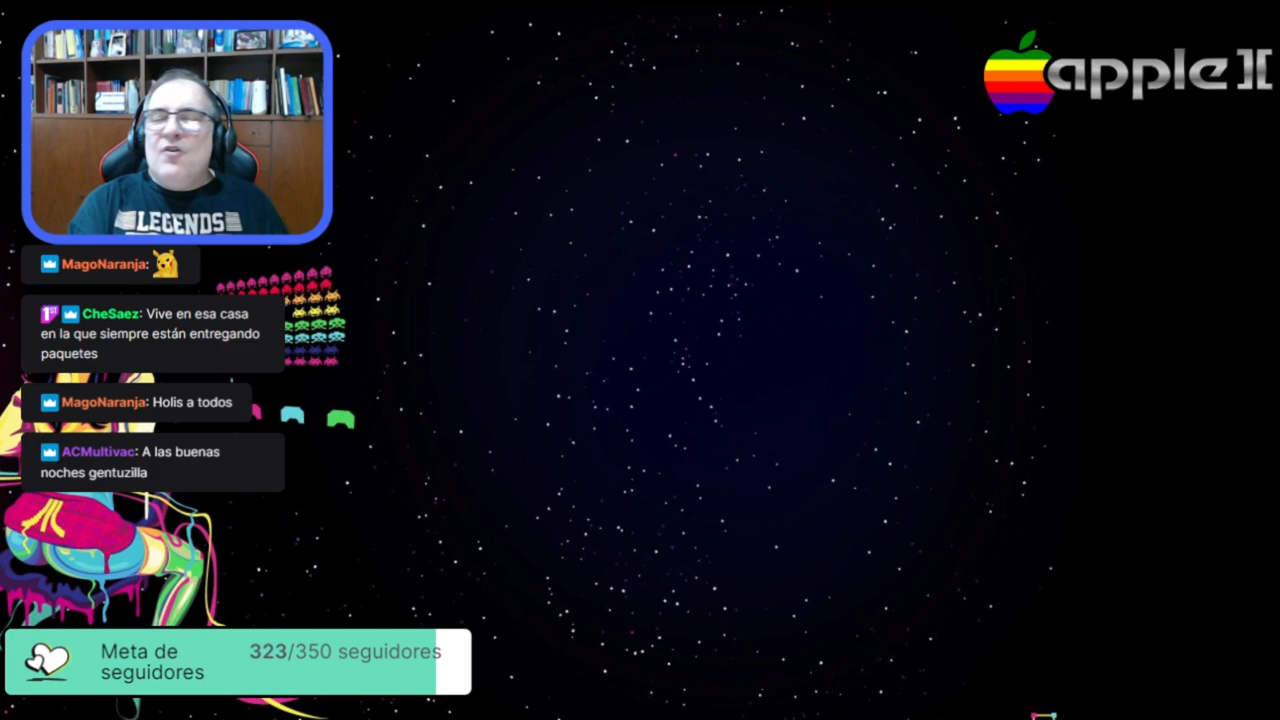 apple ][
LEGENDS
MagoNaranja:
CheSaez: Vive en esa casa
en la que siempre están entregando
paquetes
MagoNaranja: Holis a todos
ACMultivac: A las buenas
noches gentuzilla
Meta de
seguidores
323/350 seguidores